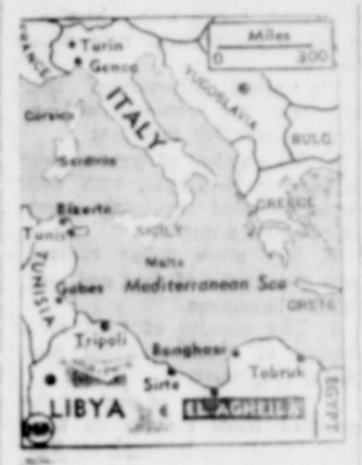 FRANCE
Turin
Genoa
Miles
0 300
ITALY
YUGOSLAVIA
Corsica
BULG.
Sardinia
Bizerte
GREECE
Tunis
SICILY
TUNISIA
Malta
Gabes
Mediterranean Sea
CRETE
Tripoli
Benghasi
Tobruk
Sirte
EGYPT
LIBYA
EL AGHEILA